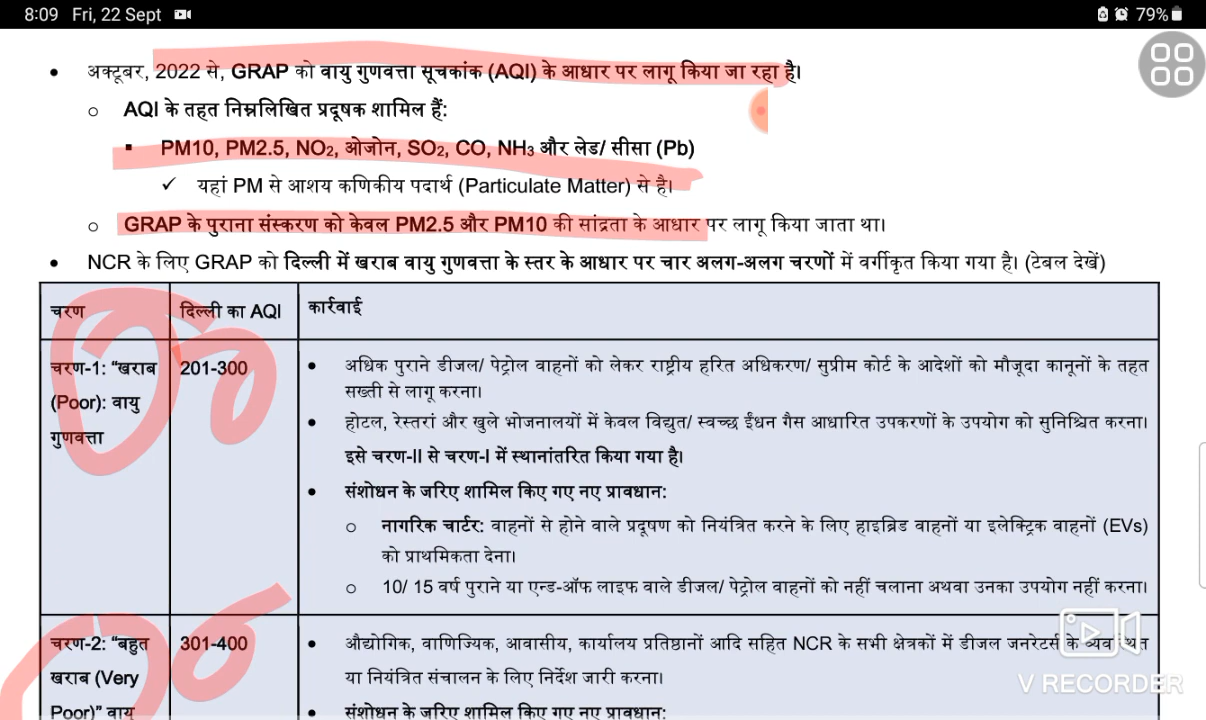 8:09 Fri, 22 Sept
79%
• अक्टूबर, 2022 से, GRAP को वायु गुणवत्ता सूचकांक (AQI) के आधार पर लागू किया जा रहा है।
o AQI के तहत निम्नलिखित प्रदूषक शामिल हैं:
▪ PM10, PM2.5, NO₂, ओजोन, SO₂, CO, NH₃ और लेड/ सीसा (Pb)
✓ यहां PM से आशय कणिकीय पदार्थ (Particulate Matter) से है।
o GRAP के पुराना संस्करण को केवल PM2.5 और PM10 की सांद्रता के आधार पर लागू किया जाता था।
• NCR के लिए GRAP को दिल्ली में खराब वायु गुणवत्ता के स्तर के आधार पर चार अलग-अलग चरणों में वर्गीकृत किया गया है। (टेबल देखें)
चरण दिल्ली का AQI कार्रवाई
चरण-1: "खराब
(Poor): वायु
गुणवत्ता
201-300
• अधिक पुराने डीजल/ पेट्रोल वाहनों को लेकर राष्ट्रीय हरित अधिकरण/ सुप्रीम कोर्ट के आदेशों को मौजूदा कानूनों के तहत
सख्ती से लागू करना।
• होटल, रेस्तरां और खुले भोजनालयों में केवल विद्युत/ स्वच्छ ईंधन गैस आधारित उपकरणों के उपयोग को सुनिश्चित करना।
इसे चरण-II से चरण-I में स्थानांतरित किया गया है।
• संशोधन के जरिए शामिल किए गए नए प्रावधान:
o नागरिक चार्टर: वाहनों से होने वाले प्रदूषण को नियंत्रित करने के लिए हाइब्रिड वाहनों या इलेक्ट्रिक वाहनों (EVs)
को प्राथमिकता देना।
o 10/ 15 वर्ष पुराने या एन्ड-ऑफ लाइफ वाले डीजल/ पेट्रोल वाहनों को नहीं चलाना अथवा उनका उपयोग नहीं करना।
चरण-2: "बहुत
खराब (Very
Poor)" वायु
301-400
• औद्योगिक, वाणिज्यिक, आवासीय, कार्यालय प्रतिष्ठानों आदि सहित NCR के सभी क्षेत्रकों में डीजल जनरेटर्स के व्यवस्थित
या नियंत्रित संचालन के लिए निर्देश जारी करना।
• संशोधन के जरिए शामिल किए गए नए प्रावधान:
V RECORDER